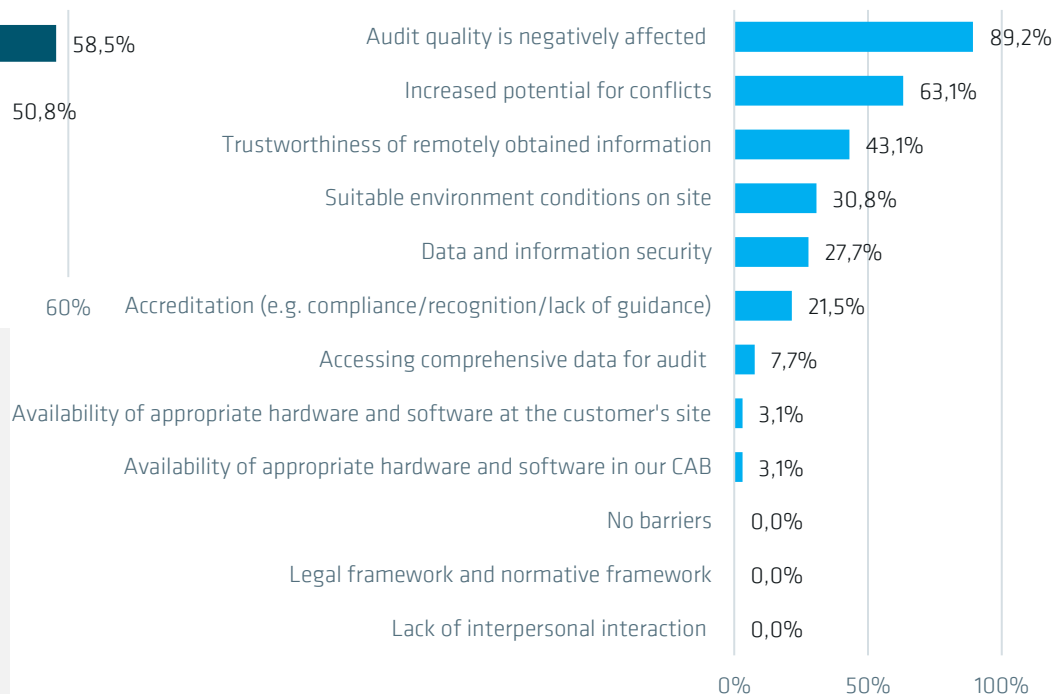 58,5%
50,8%
60%
Audit quality is negatively affected 89,2%
Increased potential for conflicts 63,1%
Trustworthiness of remotely obtained information 43,1%
Suitable environment conditions on site 30,8%
Data and information security 27,7%
Accreditation (e.g. compliance/recognition/lack of guidance) 21,5%
Accessing comprehensive data for audit 7,7%
Availability of appropriate hardware and software at the customer's site 3,1%
Availability of appropriate hardware and software in our CAB 3,1%
No barriers 0,0%
Legal framework and normative framework 0,0%
Lack of interpersonal interaction 0,0%
0% 50% 100%